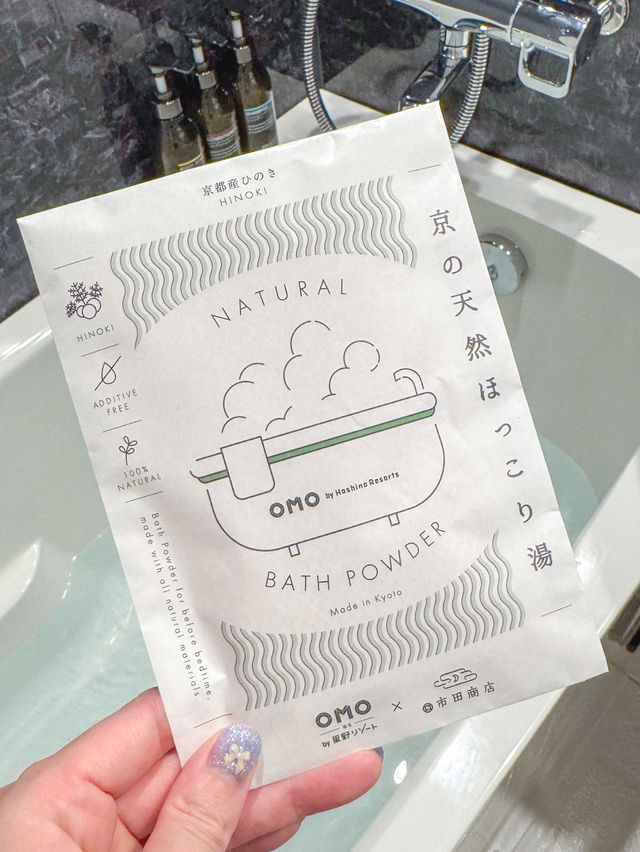 京都産ひのき
HINOKI
京の天然ほっこり湯
HINOKI
ADDITIVE
FREE
100%
NATURAL
Bath Powder for before bedtime,
made with all natural materials.
NATURAL
OMO by Hoshino Resorts
BATH POWDER
Made in Kyoto
OMO
by 星野リゾート
×
市田商店